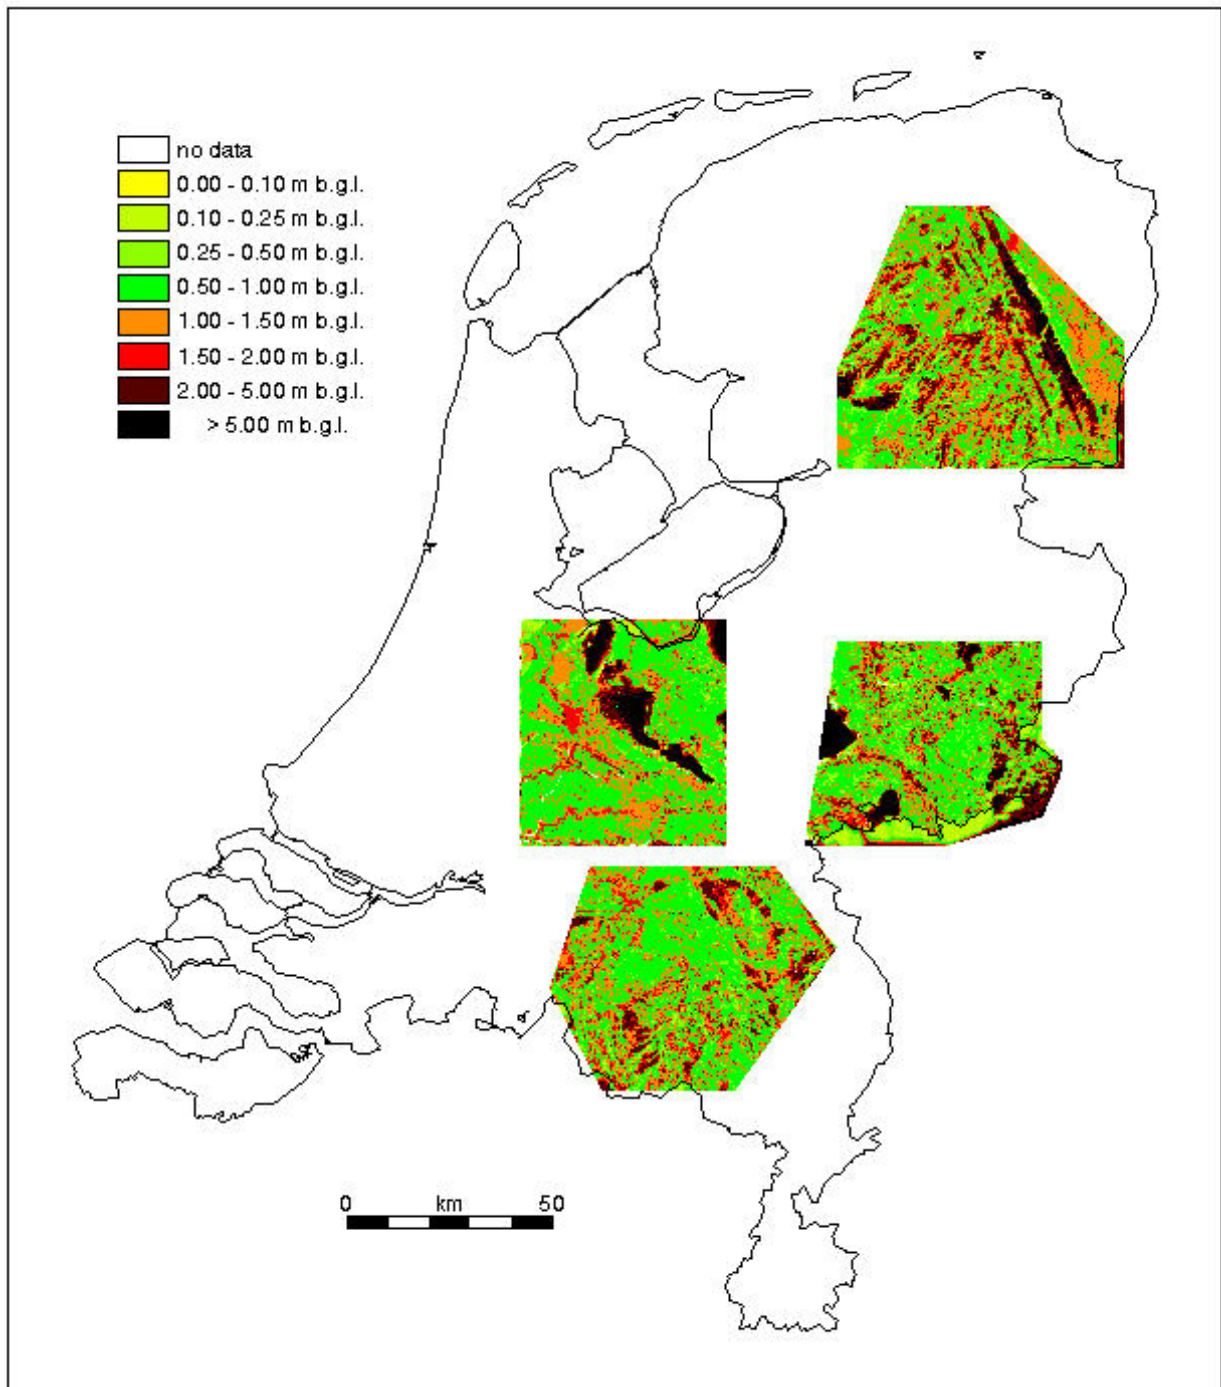 no data
0.00 - 0.10 m b.g.l.
0.10 - 0.25 m b.g.l.
0.25 - 0.50 m b.g.l.
0.50 - 1.00 m b.g.l.
1.00 - 1.50 m b.g.l.
1.50 - 2.00 m b.g.l.
2.00 - 5.00 m b.g.l.
> 5.00 m b.g.l.
0 km 50